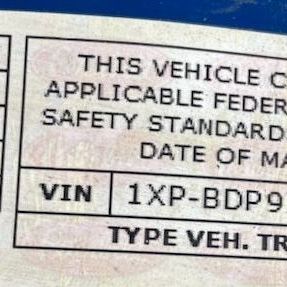 THIS VEHICLE C
APPLICABLE FEDER
SAFETY STANDARD
DATE OF MA
VIN 1XP-BDP9
TYPE VEH. TR